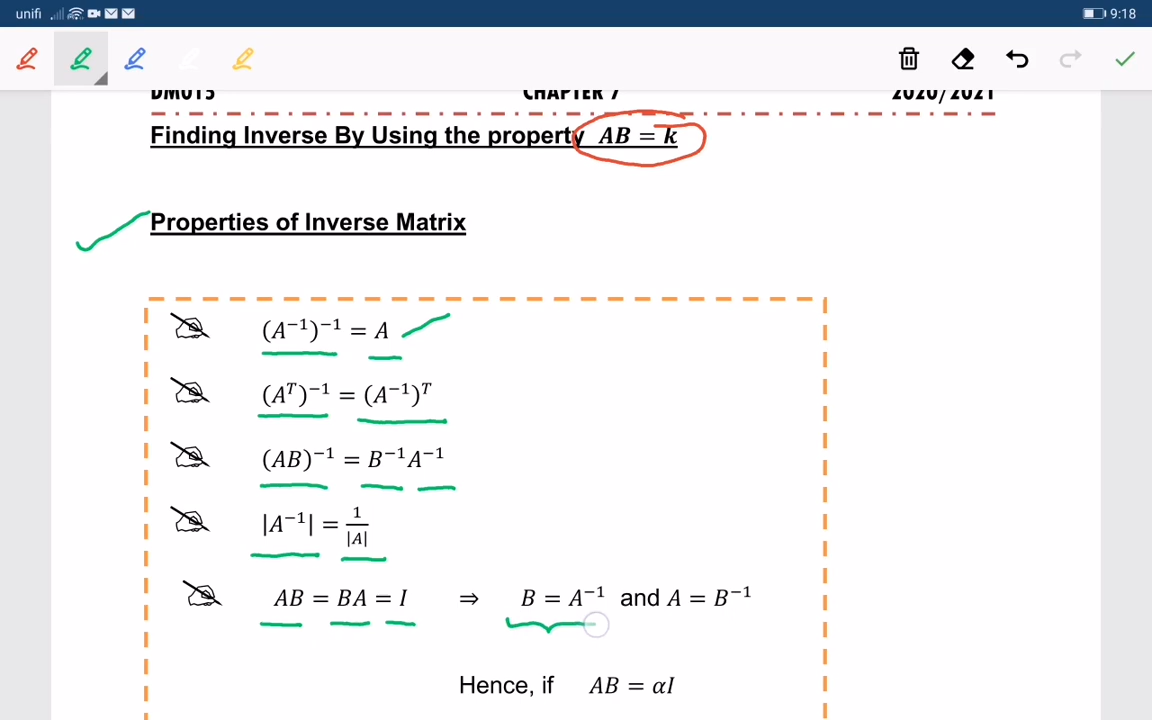 unifi 9:18
DM015 CHAPTER 7 2020/2021
Finding Inverse By Using the property AB = k
Properties of Inverse Matrix
(A⁻¹)⁻¹ = A
(Aᵀ)⁻¹ = (A⁻¹)ᵀ
(AB)⁻¹ = B⁻¹A⁻¹
|A⁻¹| = 1/|A|
AB = BA = I ⇒ B = A⁻¹ and A = B⁻¹
Hence, if AB = αI